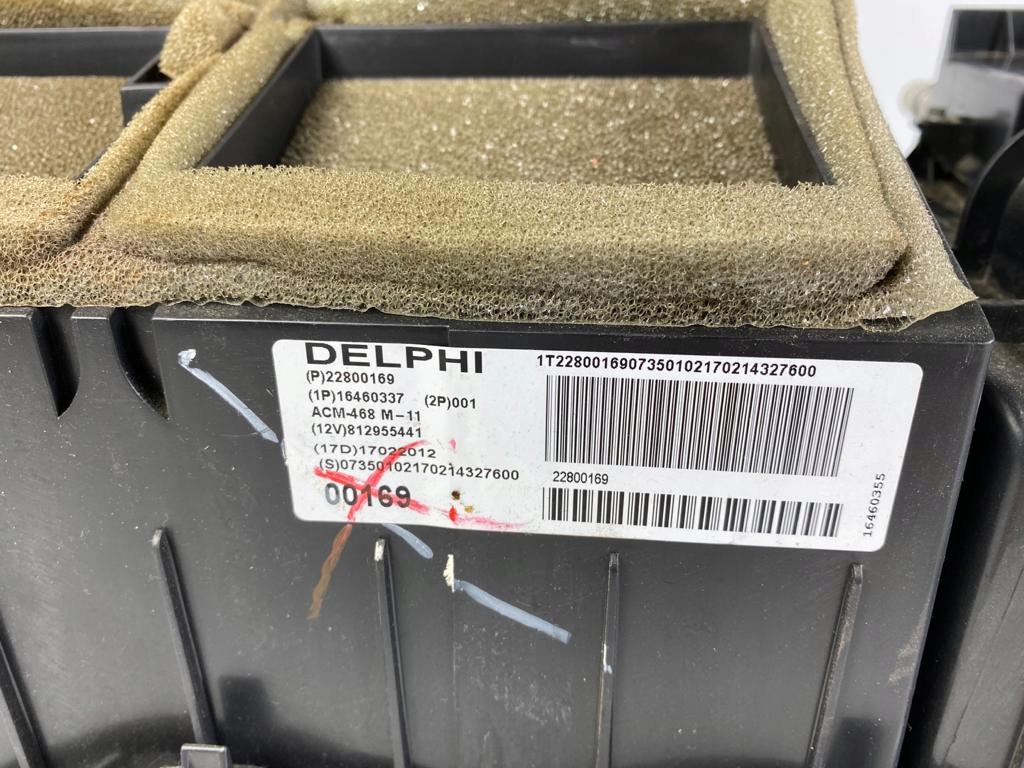 DELPHI
(P)22800169
(1P)16460337 (2P)001
ACM-468 M-11
(12V)812955441
(17D)17022012
(S)07350102170214327600
00169
1T2280016907350102170214327600
22800169
16460355